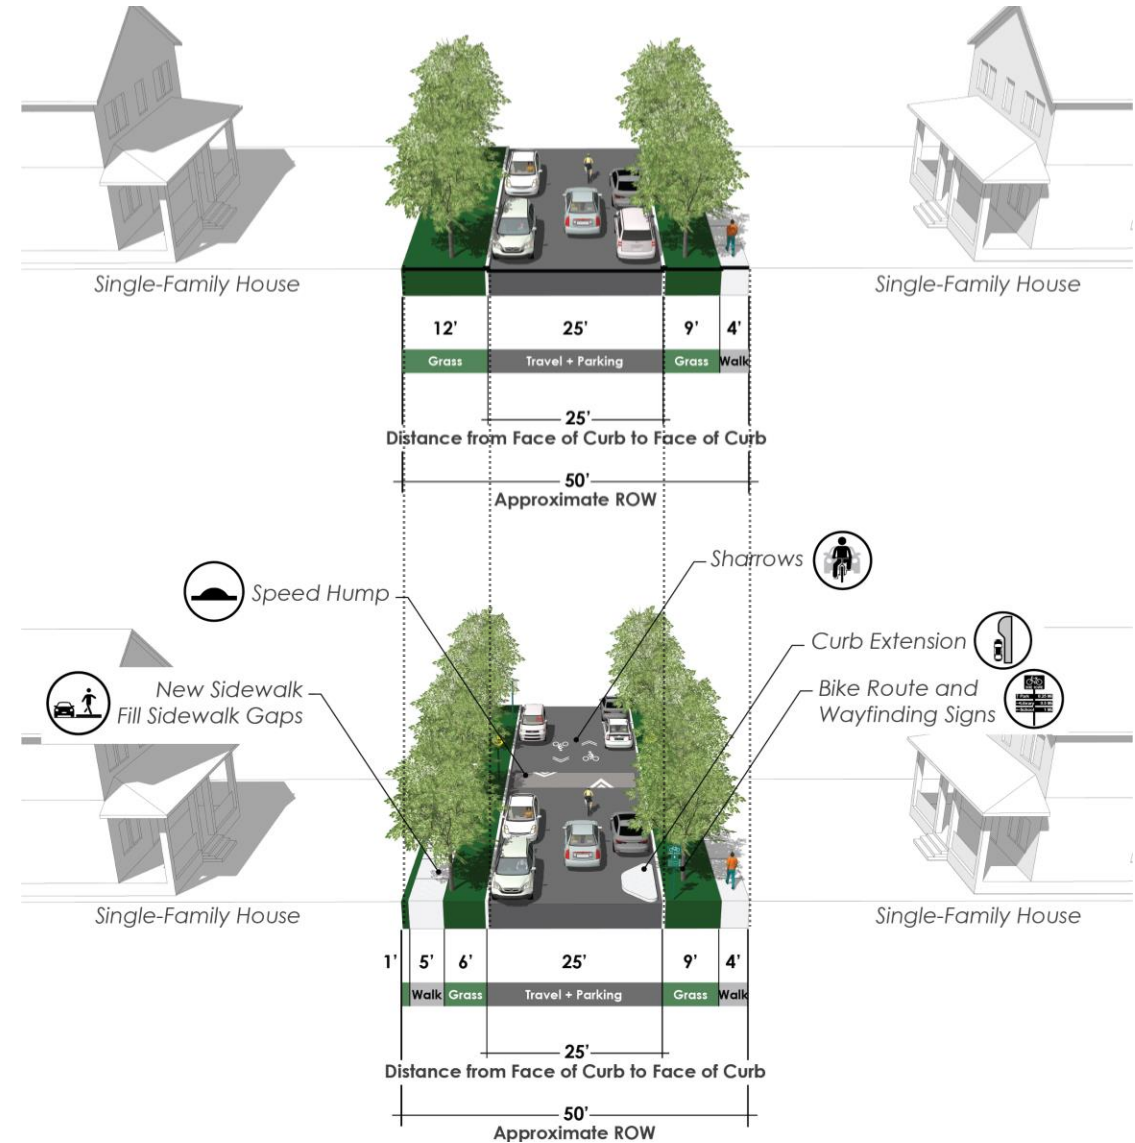 Single-Family House
Single-Family House
12' 25' 9' 4'
Grass Travel + Parking Grass Walk
25'
Distance from Face of Curb to Face of Curb
50'
Approximate ROW
Sharrows
Speed Hump
Curb Extension
New Sidewalk
Fill Sidewalk Gaps
Bike Route and
Wayfinding Signs
Single-Family House
Single-Family House
1' 5' 6' 25' 9' 4'
Walk Grass Travel + Parking Grass Walk
25'
Distance from Face of Curb to Face of Curb
50'
Approximate ROW